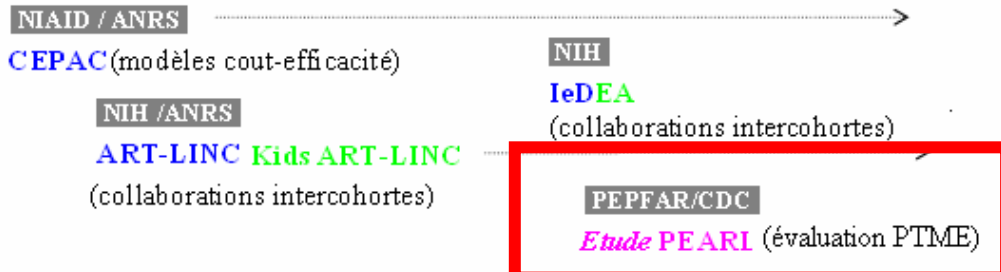 NIAID / ANRS
CEPAC (modèles cout-efficacité)
NIH
IeDEA
(collaborations intercohortes)
NIH /ANRS
ART-LINC Kids ART-LINC
(collaborations intercohortes)
PEPFAR/CDC
Etude PEARL (évaluation PTME)